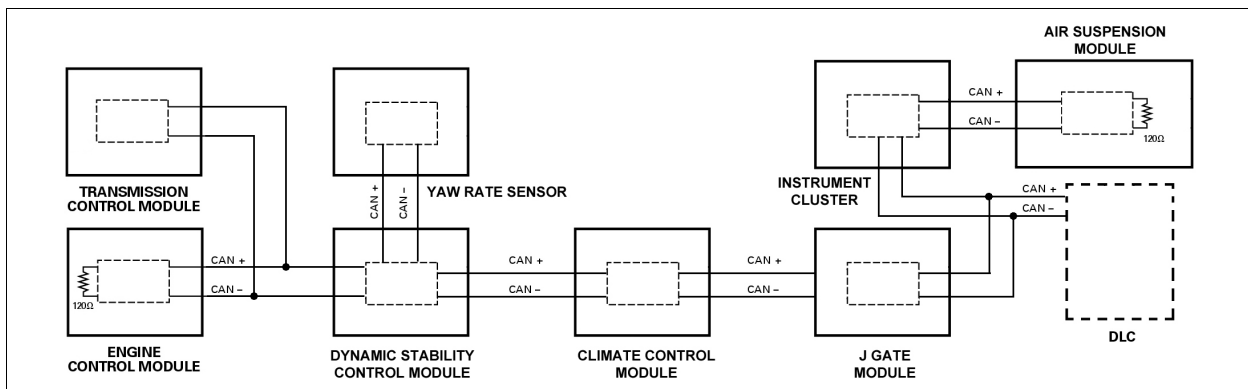 AIR SUSPENSION
MODULE
CAN +
CAN –
120Ω
TRANSMISSION
CONTROL MODULE
CAN +
CAN –
YAW RATE SENSOR
INSTRUMENT
CLUSTER
CAN +
CAN –
CAN +
CAN –
120Ω
CAN +
CAN –
CAN +
CAN –
DLC
ENGINE
CONTROL MODULE
DYNAMIC STABILITY
CONTROL MODULE
CLIMATE CONTROL
MODULE
J GATE
MODULE